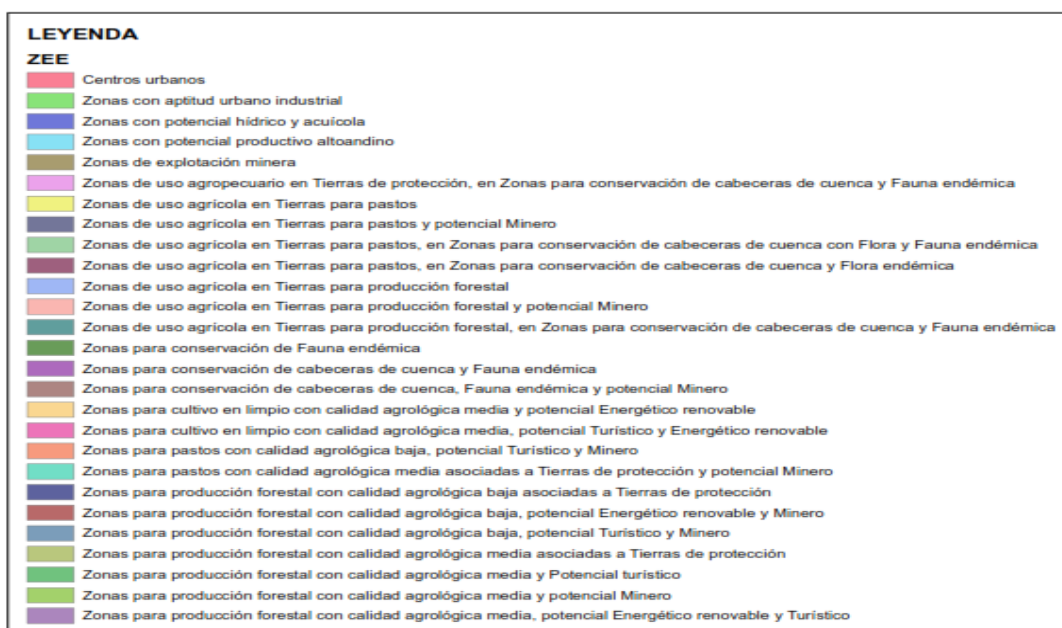 LEYENDA
ZEE
Centros urbanos
Zonas con aptitud urbano industrial
Zonas con potencial hídrico y acuícola
Zonas con potencial productivo altoandino
Zonas de explotación minera
Zonas de uso agropecuario en Tierras de protección, en Zonas para conservación de cabeceras de cuenca y Fauna endémica
Zonas de uso agrícola en Tierras para pastos
Zonas de uso agrícola en Tierras para pastos y potencial Minero
Zonas de uso agrícola en Tierras para pastos, en Zonas para conservación de cabeceras de cuenca con Flora y Fauna endémica
Zonas de uso agrícola en Tierras para pastos, en Zonas para conservación de cabeceras de cuenca y Flora endémica
Zonas de uso agrícola en Tierras para producción forestal
Zonas de uso agrícola en Tierras para producción forestal y potencial Minero
Zonas de uso agrícola en Tierras para producción forestal, en Zonas para conservación de cabeceras de cuenca y Fauna endémica
Zonas para conservación de Fauna endémica
Zonas para conservación de cabeceras de cuenca y Fauna endémica
Zonas para conservación de cabeceras de cuenca, Fauna endémica y potencial Minero
Zonas para cultivo en limpio con calidad agrológica media y potencial Energético renovable
Zonas para cultivo en limpio con calidad agrológica media, potencial Turístico y Energético renovable
Zonas para pastos con calidad agrológica baja, potencial Turístico y Minero
Zonas para pastos con calidad agrológica media asociadas a Tierras de protección y potencial Minero
Zonas para producción forestal con calidad agrológica baja asociadas a Tierras de protección
Zonas para producción forestal con calidad agrológica baja, potencial Energético renovable y Minero
Zonas para producción forestal con calidad agrológica baja, potencial Turístico y Minero
Zonas para producción forestal con calidad agrológica media asociadas a Tierras de protección
Zonas para producción forestal con calidad agrológica media y Potencial turístico
Zonas para producción forestal con calidad agrológica media y potencial Minero
Zonas para producción forestal con calidad agrológica media, potencial Energético renovable y Turístico